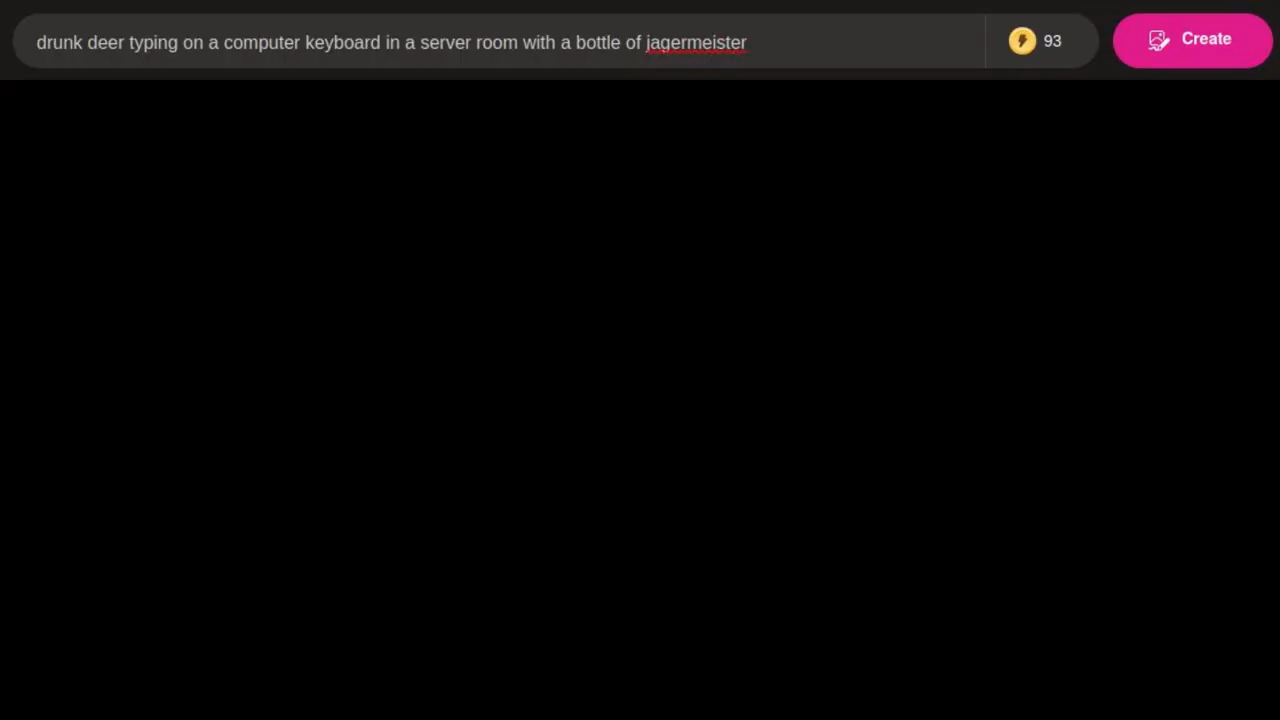 drunk deer typing on a computer keyboard in a server room with a bottle of jagermeister
93
Create